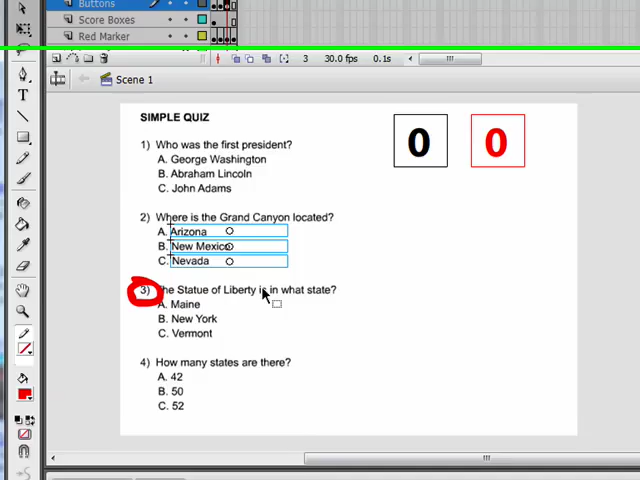 Buttons
Score Boxes
Red Marker
3 30.0 fps 0.1s
Scene 1
SIMPLE QUIZ
0 0
1) Who was the first president?
A. George Washington
B. Abraham Lincoln
C. John Adams
2) Where is the Grand Canyon located?
A. Arizona
B. New Mexico
C. Nevada
3) The Statue of Liberty is in what state?
A. Maine
B. New York
C. Vermont
4) How many states are there?
A. 42
B. 50
C. 52